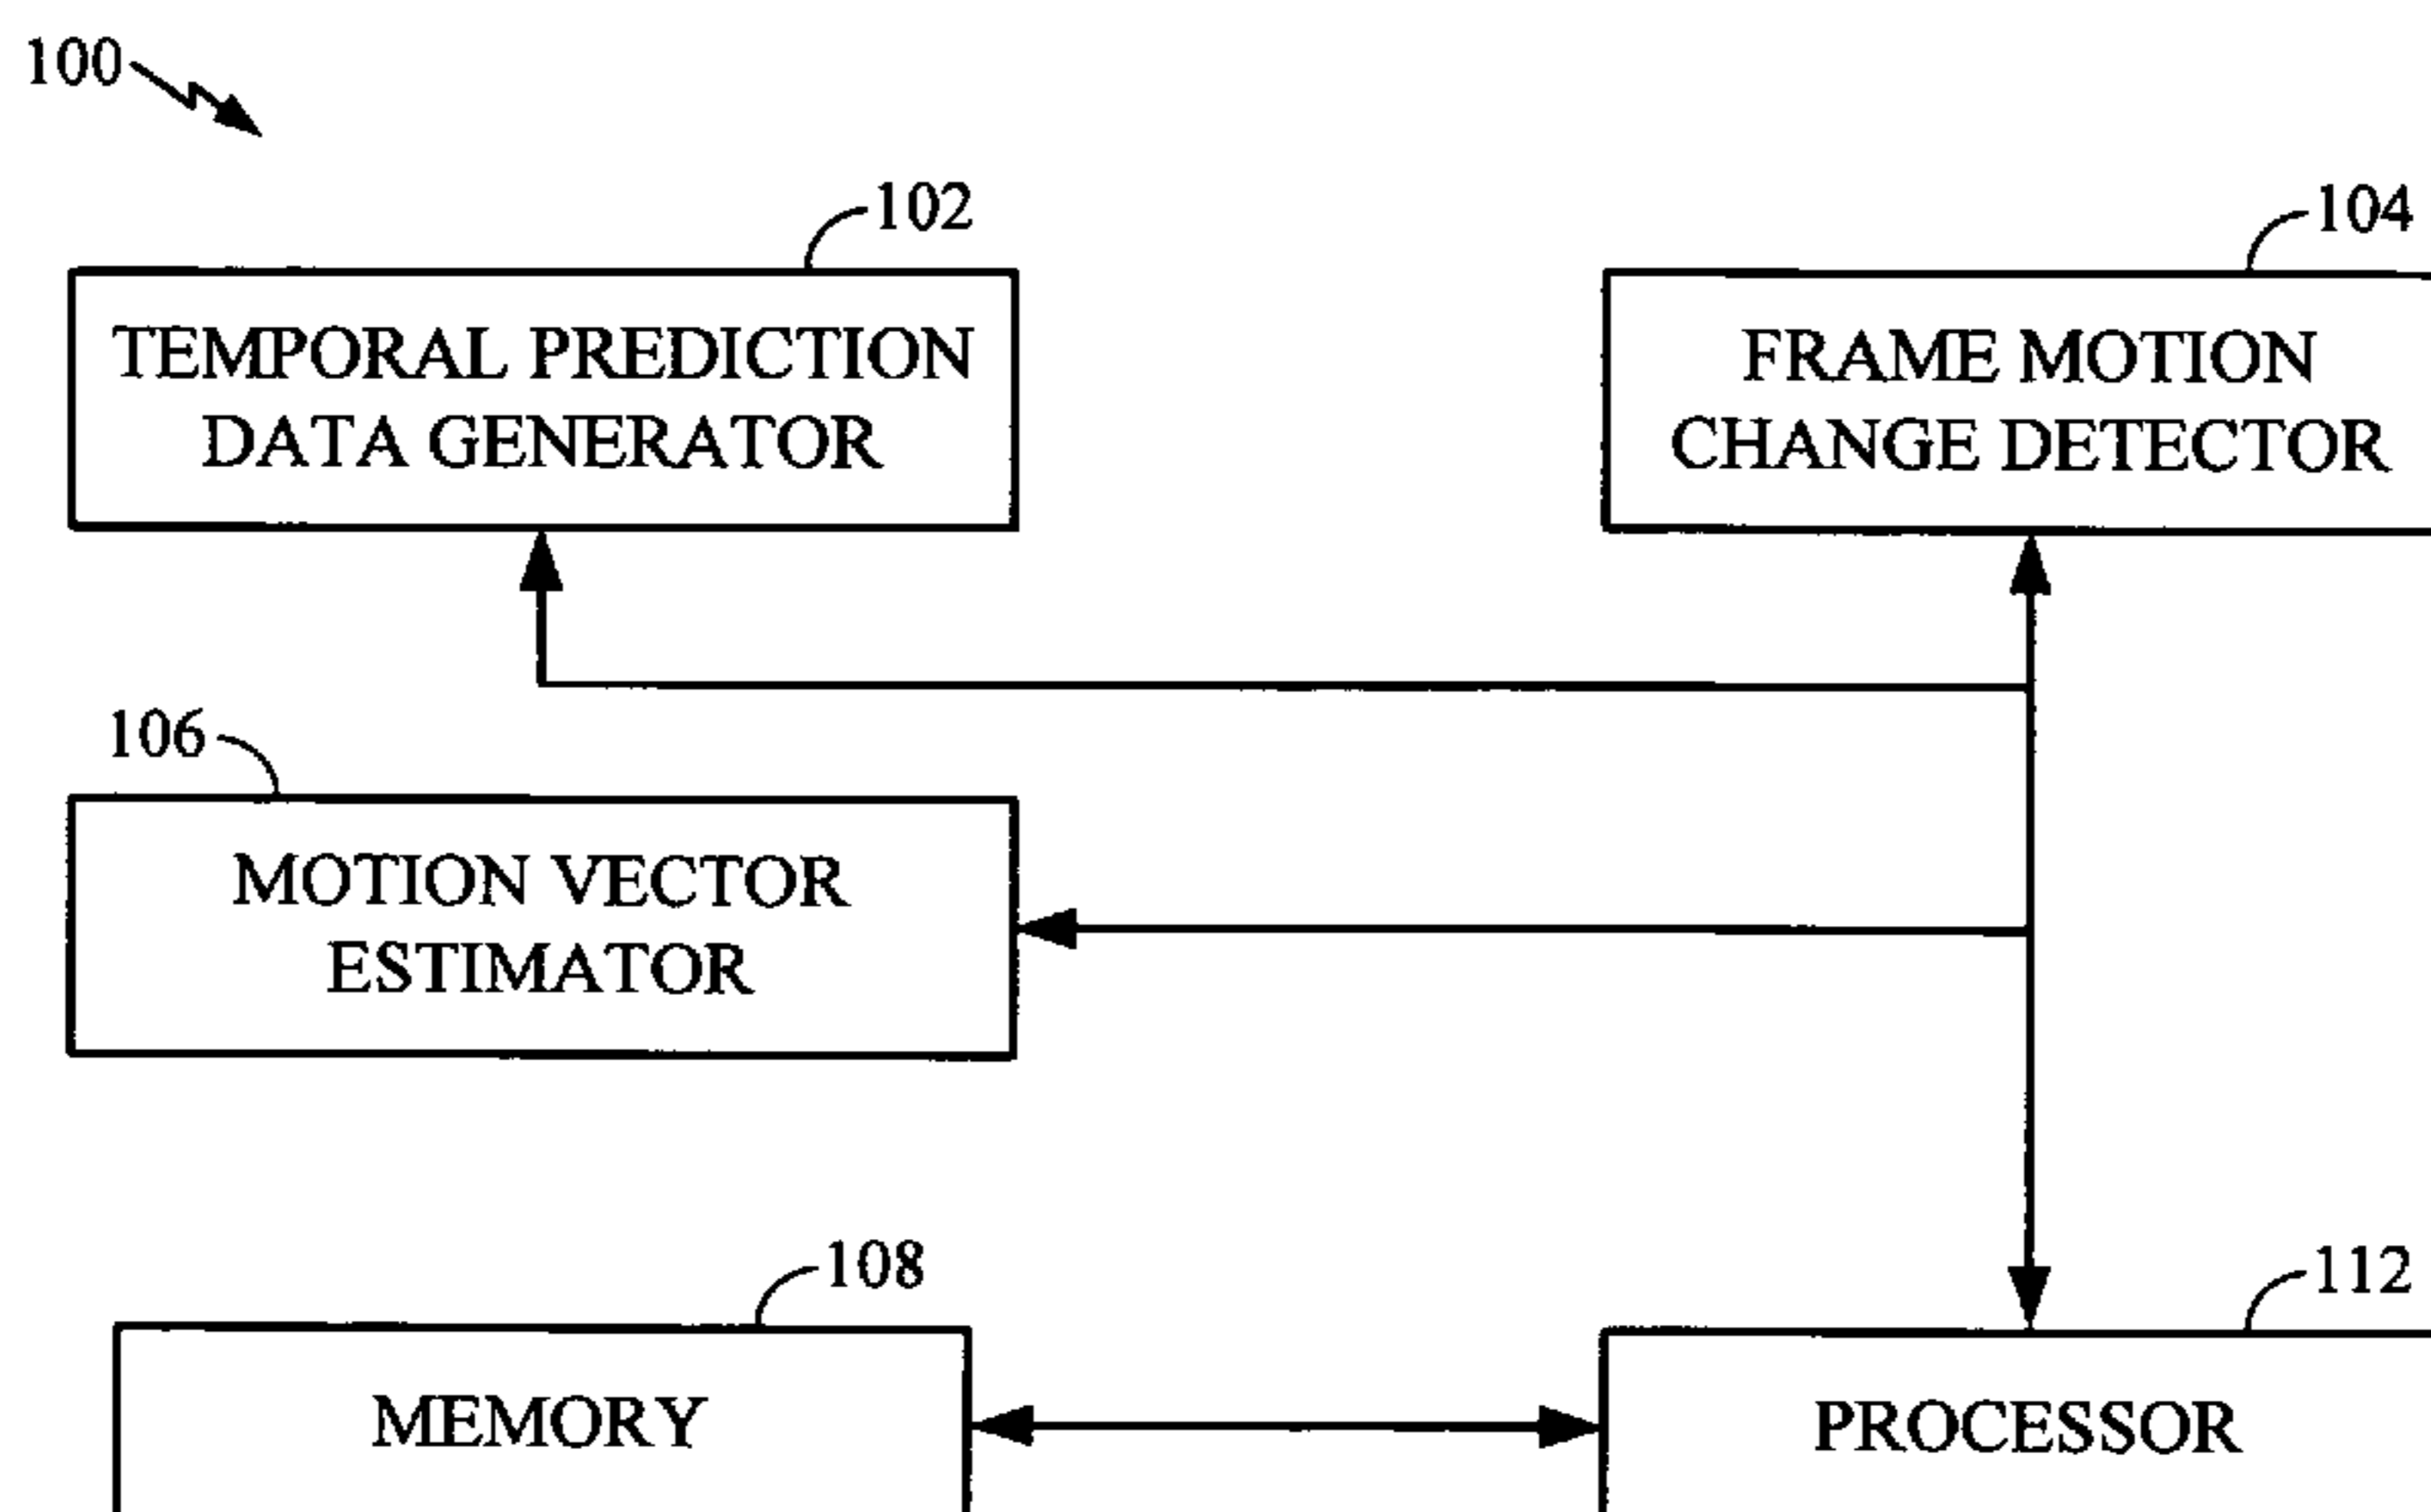 100
102
104
TEMPORAL PREDICTION
DATA GENERATOR
FRAME MOTION
CHANGE DETECTOR
106
MOTION VECTOR
ESTIMATOR
108
112
MEMORY
PROCESSOR